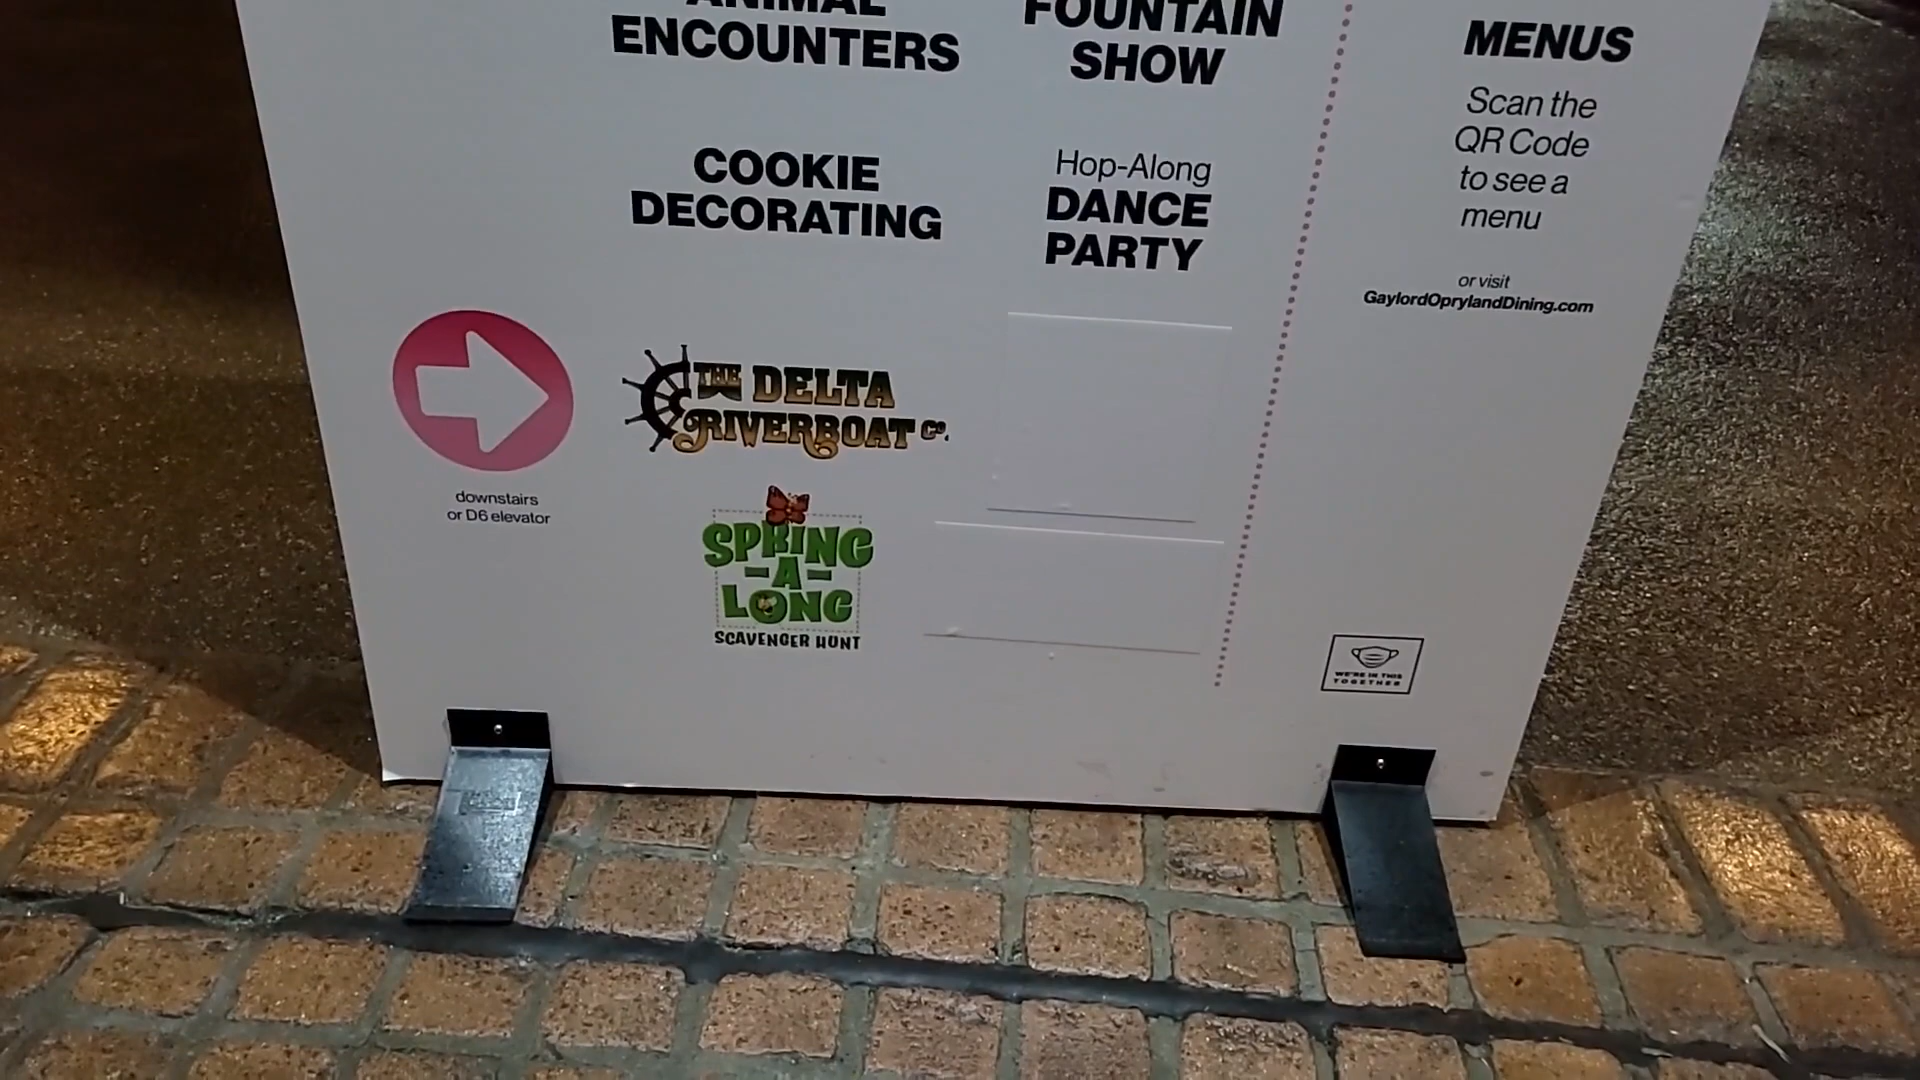 ANIMAL
ENCOUNTERS
FOUNTAIN
SHOW
COOKIE
DECORATING
Hop-Along
DANCE
PARTY
downstairs
or D6 elevator
THE DELTA
RIVERBOAT CO.
SPRING
-A-
LONG
SCAVENGER HUNT
MENUS
Scan the
QR Code
to see a
menu
or visit
GaylordOprylandDining.com
WE'RE IN THIS
TOGETHER